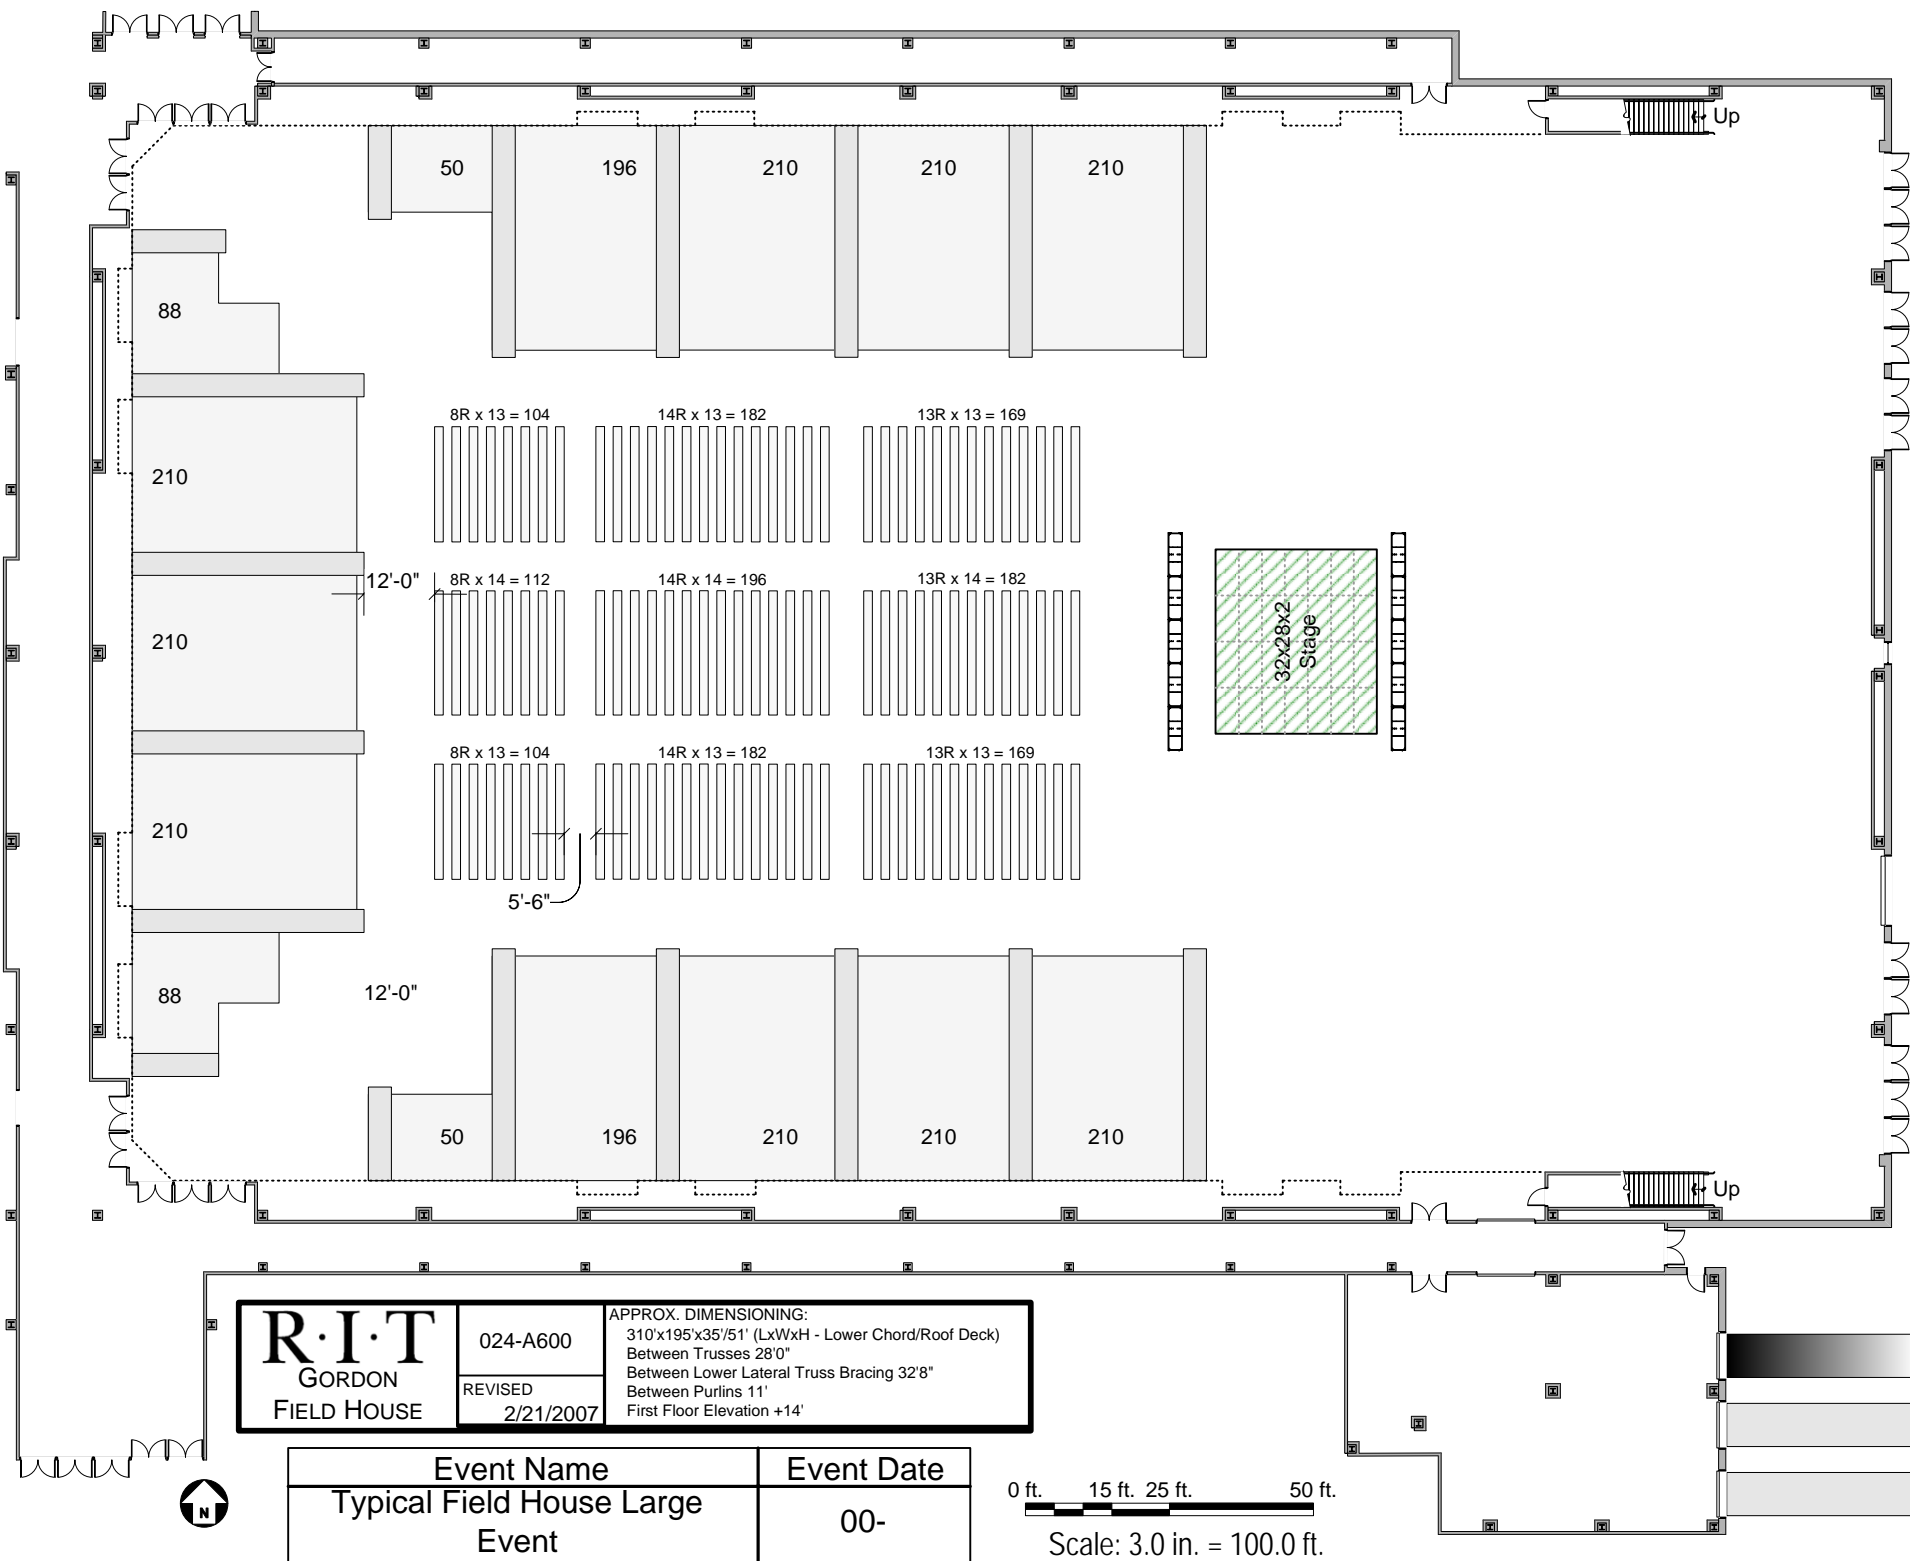 Up
50
196
210
210
210
88
8R x 13 = 104
14R x 13 = 182
13R x 13 = 169
210
12'-0"
8R x 14 = 112
14R x 14 = 196
13R x 14 = 182
32x28x2
Stage
210
8R x 13 = 104
14R x 13 = 182
13R x 13 = 169
210
5'-6"
88
12'-0"
50
196
210
210
210
Up
R·I·T
GORDON
FIELD HOUSE
024-A600
REVISED
2/21/2007
APPROX. DIMENSIONING:
310'x195'x35'/51' (LxWxH - Lower Chord/Roof Deck)
Between Trusses 28'0"
Between Lower Lateral Truss Bracing 32'8"
Between Purlins 11'
First Floor Elevation +14'
N
Event Name
Event Date
Typical Field House Large
Event
00-
0 ft. 15 ft. 25 ft. 50 ft.
Scale: 3.0 in. = 100.0 ft.